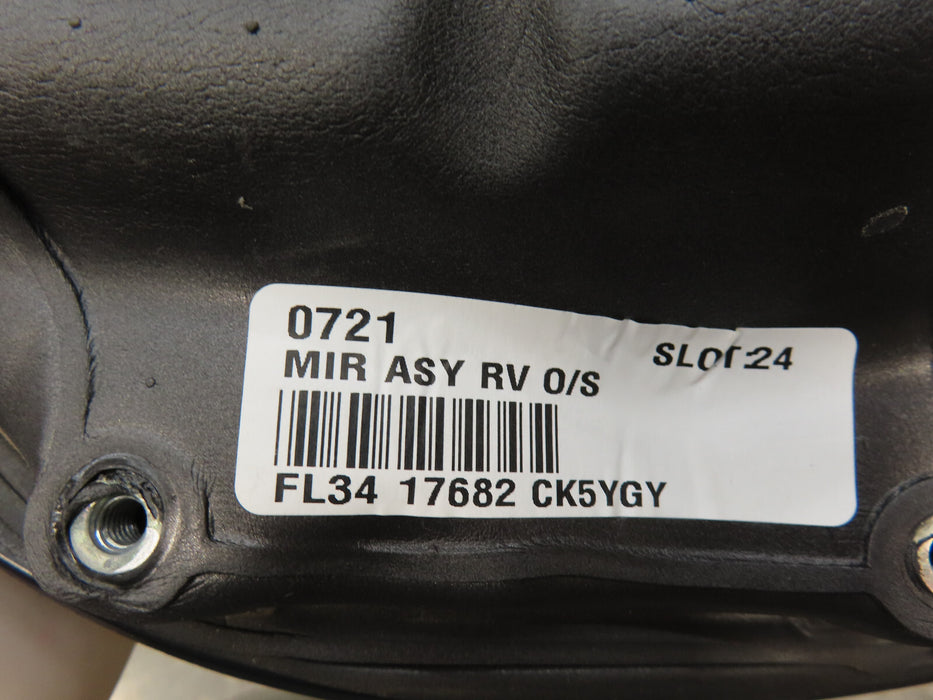 0721
SLOT:24
MIR ASY RV O/S
FL34 17682 CK5YGY